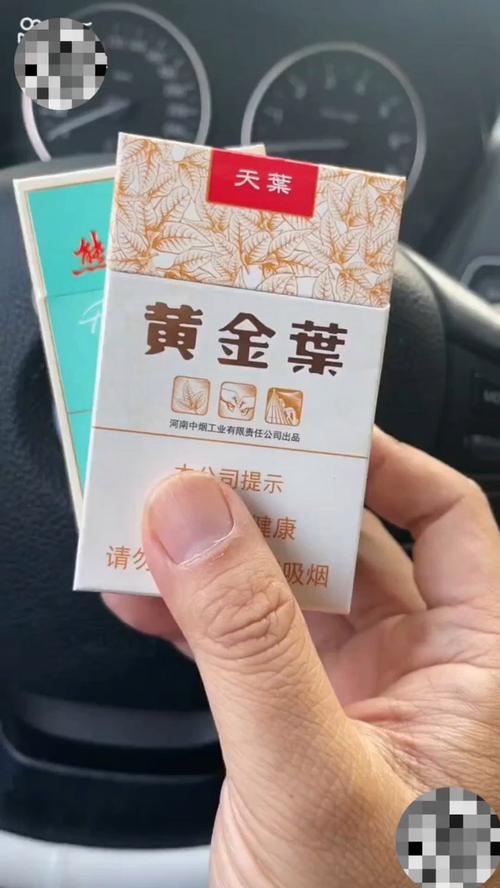 天葉
黄金葉
河南中烟工业有限责任公司出品
公司提示
健康
请勿
吸烟